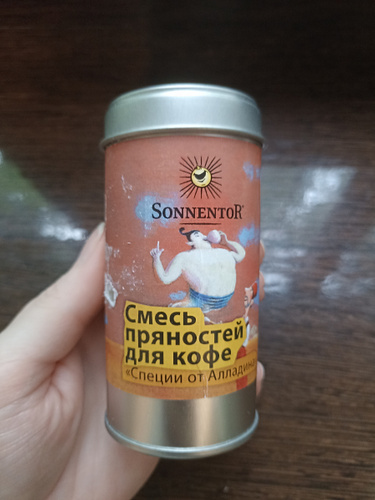 SONNENTOR®
Смесь
пряностей
для кофе
«Специи от Алладина»